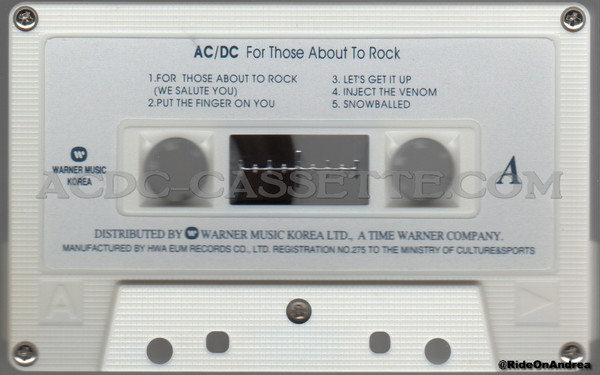 AC/DC For Those About To Rock
1.FOR THOSE ABOUT TO ROCK
(WE SALUTE YOU)
2.PUT THE FINGER ON YOU
3. LET'S GET IT UP
4. INJECT THE VENOM
5. SNOWBALLED
WARNER MUSIC
KOREA
A
ACDC-CASSETTE.COM
DISTRIBUTED BY WARNER MUSIC KOREA LTD., A TIME WARNER COMPANY.
MANUFACTURED BY HWA EUM RECORDS CO., LTD. REGISTRATION NO.275 TO THE MINISTRY OF CULTURE&SPORTS
A
@RideOnAndrea